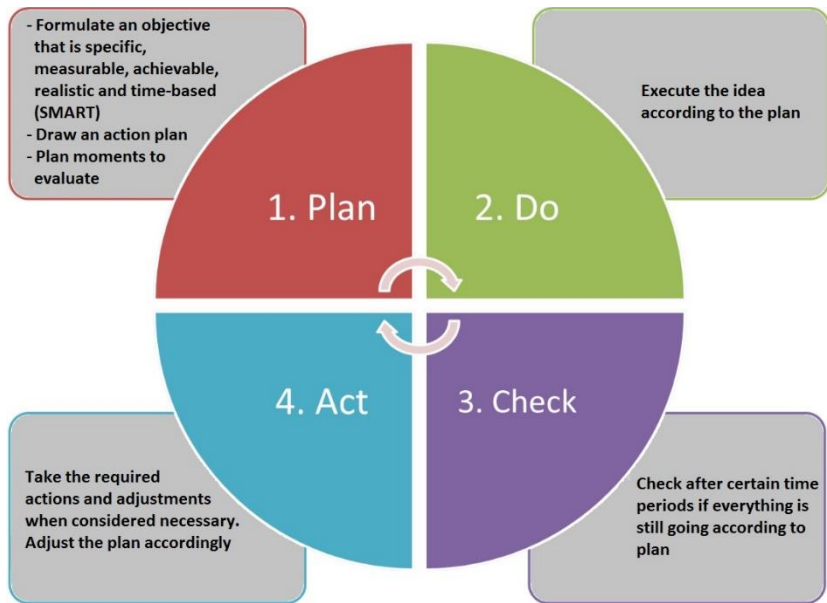 - Formulate an objective
that is specific,
measurable, achievable,
realistic and time-based
(SMART)
- Draw an action plan
- Plan moments to
evaluate
Execute the idea
according to the plan
1. Plan
2. Do
4. Act
3. Check
Take the required
actions and adjustments
when considered necessary.
Adjust the plan accordingly
Check after certain time
periods if everything is
still going according to
plan